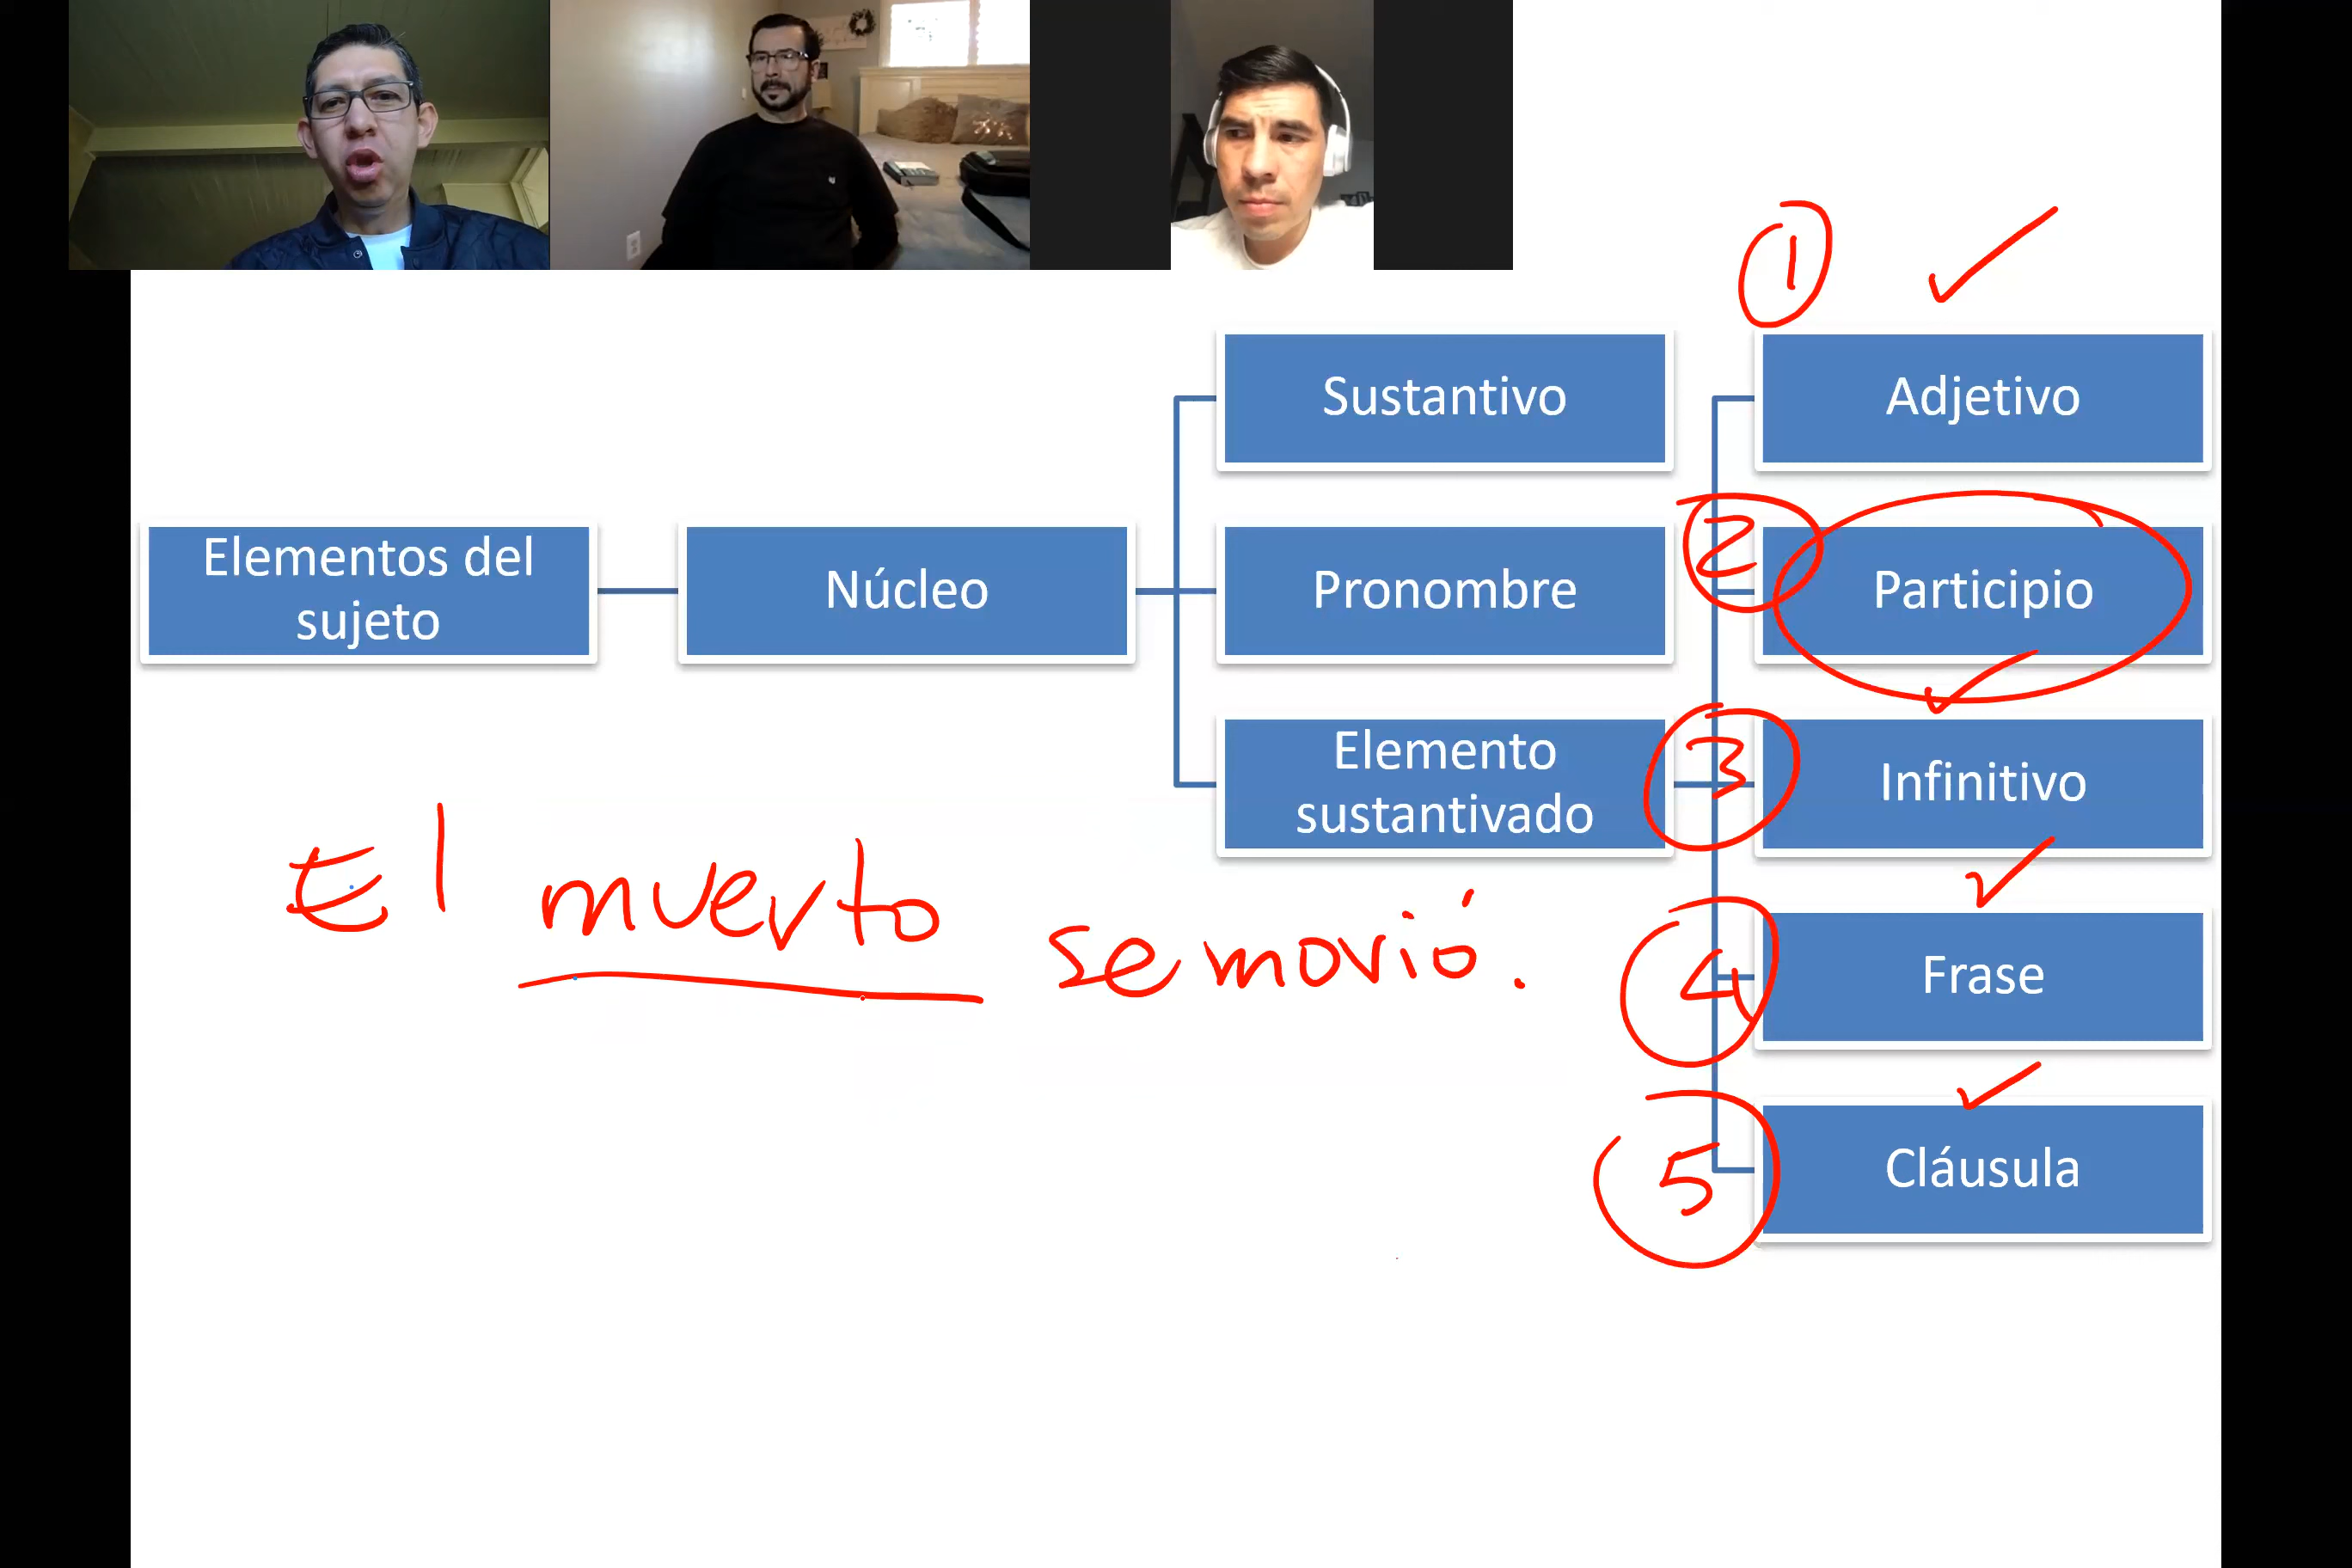 1
Sustantivo
Adjetivo
Elementos del
sujeto
Núcleo
Pronombre
2
Participio
Elemento
sustantivado
3
Infinitivo
El muerto se movió.
4
Frase
5
Cláusula